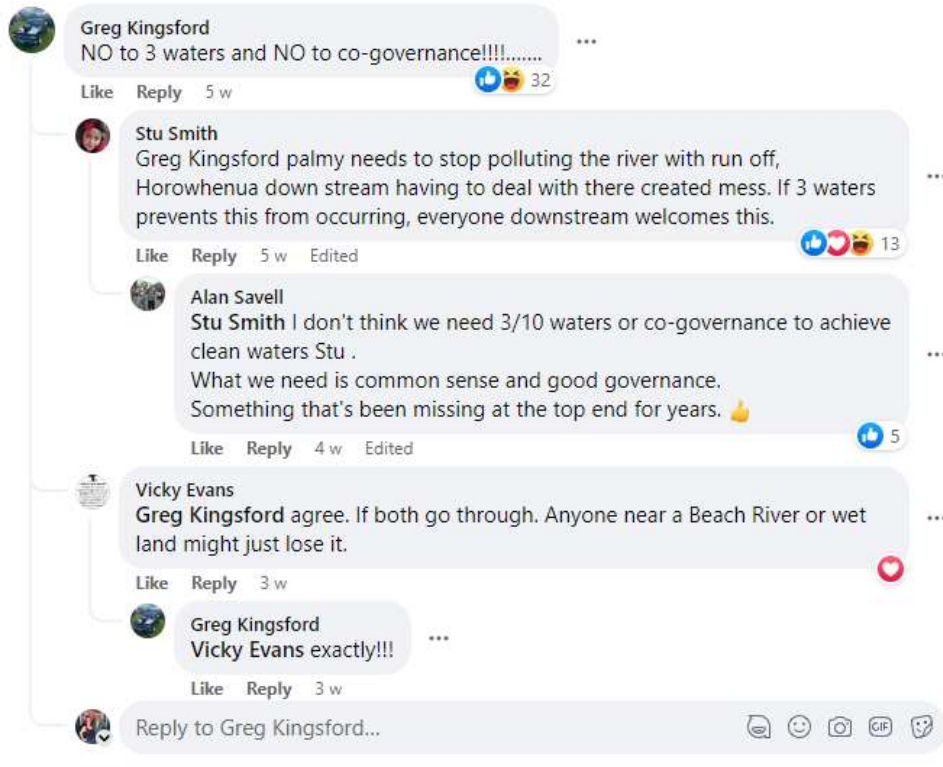 Greg Kingsford
NO to 3 waters and NO to co-governance!!!!.......
32
Like Reply 5 w
Stu Smith
Greg Kingsford palmy needs to stop polluting the river with run off,
Horowhenua down stream having to deal with there created mess. If 3 waters
prevents this from occurring, everyone downstream welcomes this.
13
Like Reply 5 w Edited
Alan Savell
Stu Smith I don't think we need 3/10 waters or co-governance to achieve
clean waters Stu .
What we need is common sense and good governance.
Something that's been missing at the top end for years. 👍
5
Like Reply 4 w Edited
Vicky Evans
Greg Kingsford agree. If both go through. Anyone near a Beach River or wet
land might just lose it.
Like Reply 3 w
Greg Kingsford
Vicky Evans exactly!!!
Like Reply 3 w
Reply to Greg Kingsford...
GIF